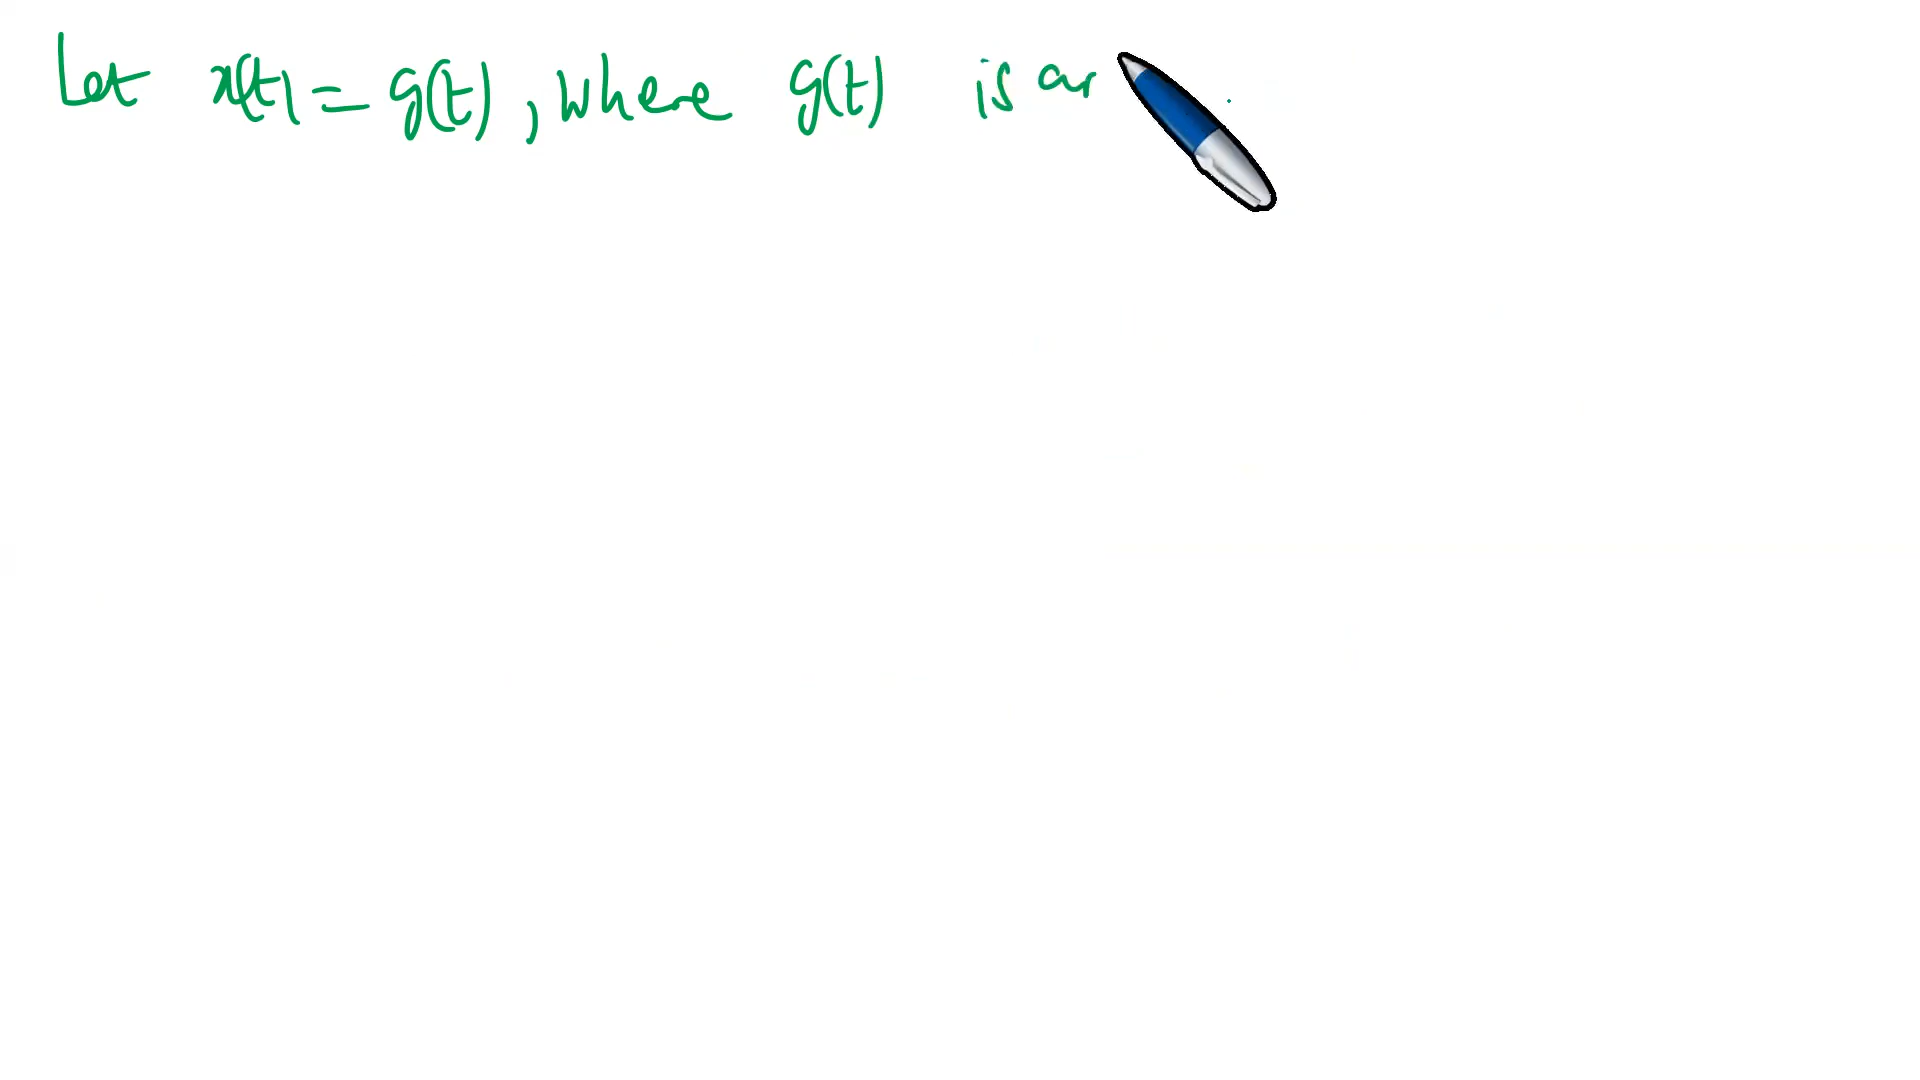 Let x(t) = g(t), where g(t) is ar